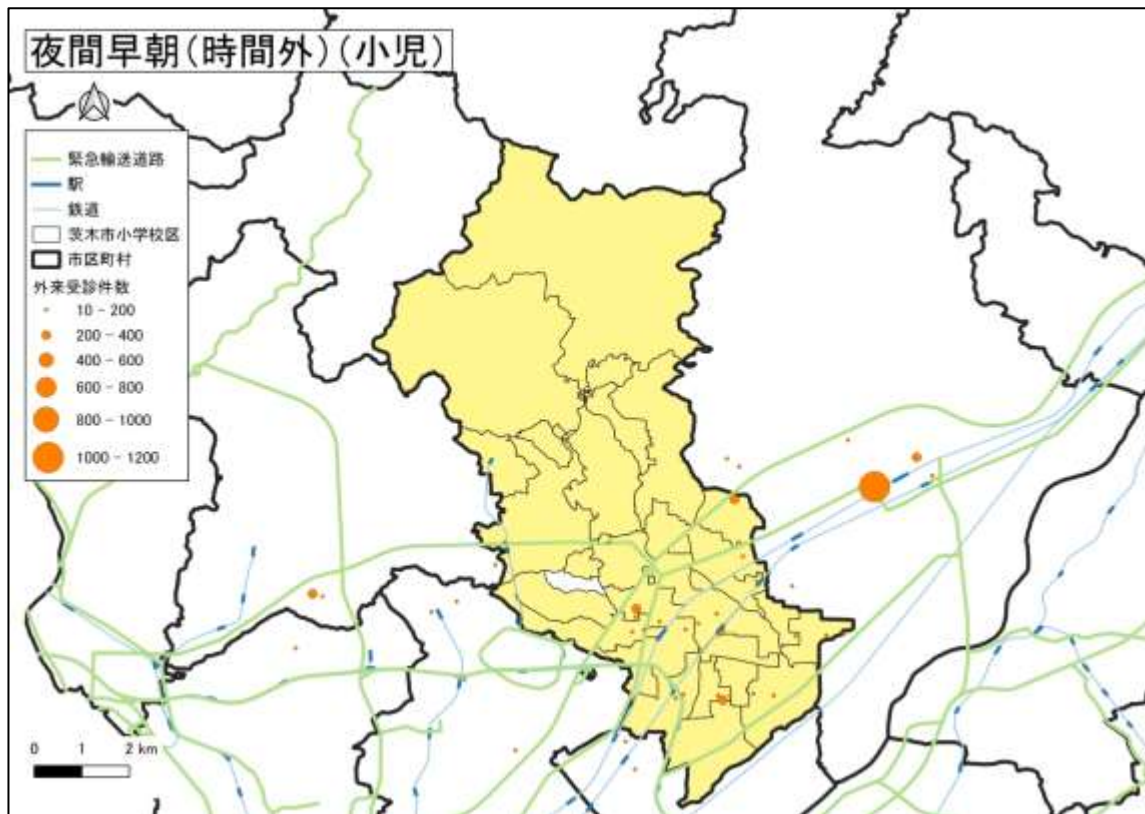 夜間早朝(時間外)(小児)
緊急輸送道路
駅
鉄道
茨木市小学校区
市区町村
外来受診件数
10 - 200
200 - 400
400 - 600
600 - 800
800 - 1000
1000 - 1200
0 1 2 km